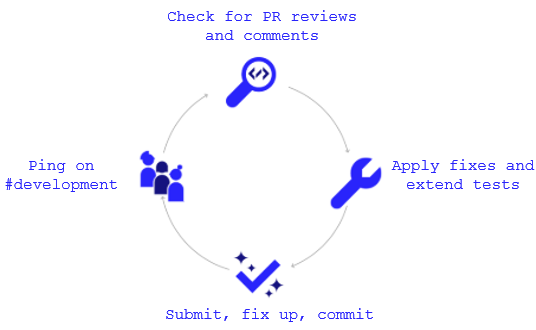 Check for PR reviews
and comments
Ping on
#development
Apply fixes and
extend tests
Submit, fix up, commit